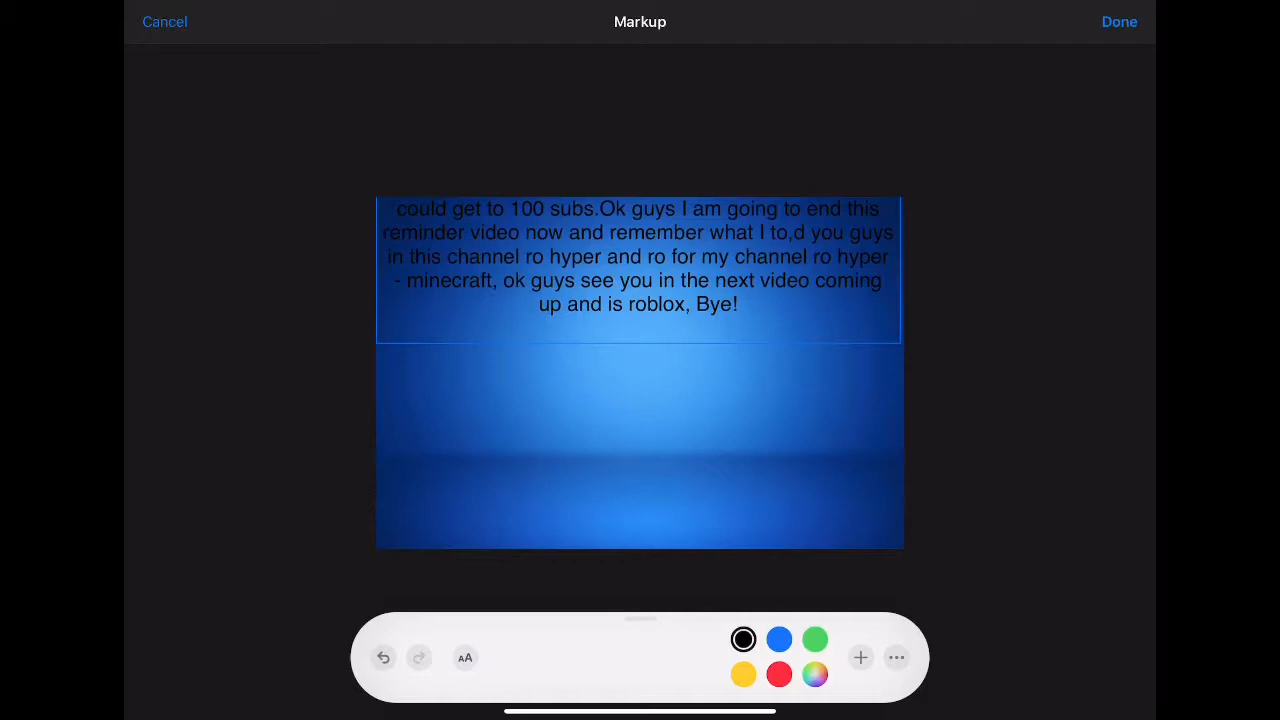 Cancel
Markup
Done
could get to 100 subs.Ok guys I am going to end this
reminder video now and remember what I to,d you guys
in this channel ro hyper and ro for my channel ro hyper
- minecraft, ok guys see you in the next video coming
up and is roblox, Bye!
AA